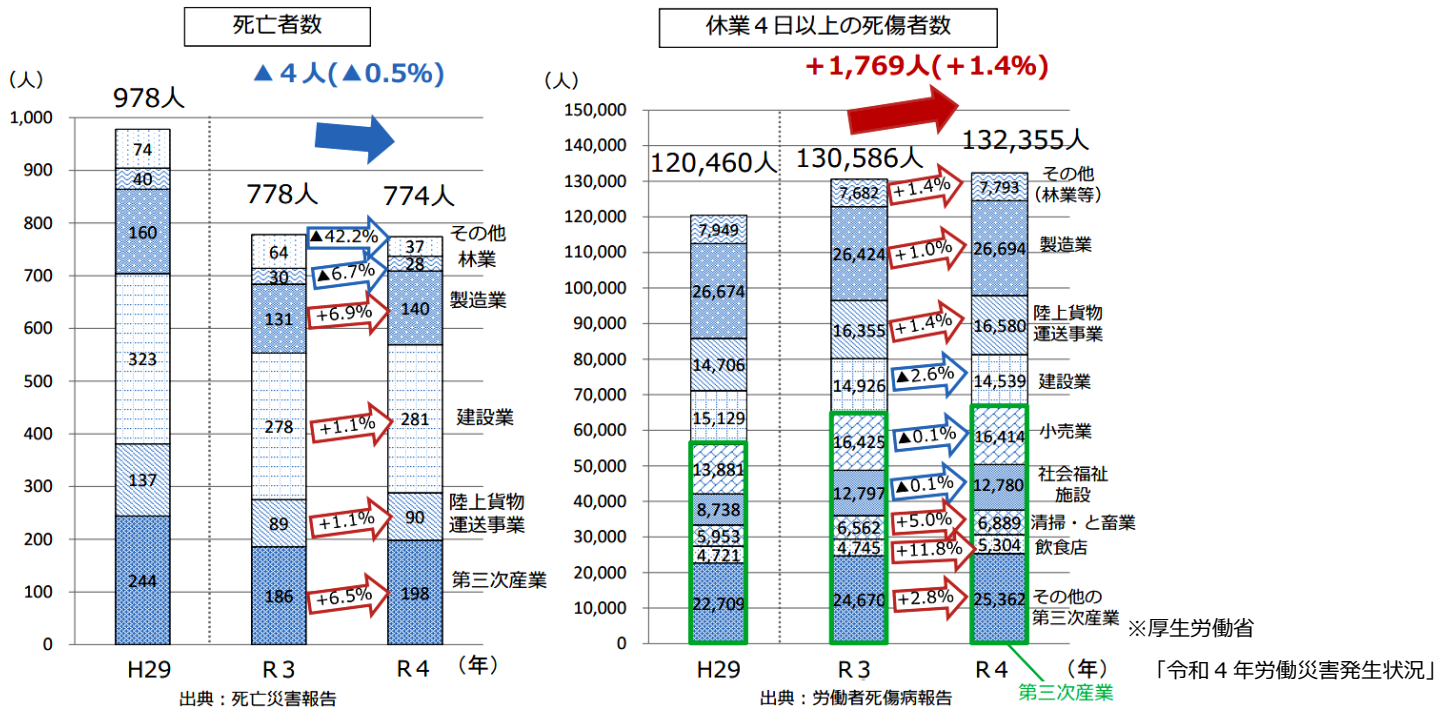 死亡者数
▲4人(▲0.5%)
（人）
978人
778人
774人
1,000
900
800
700
600
500
400
300
200
100
0
74
40
160
323
137
244
64
30
131
278
89
186
▲42.2%
▲6.7%
+6.9%
+1.1%
+1.1%
+6.5%
37
28
140
281
90
198
その他
林業
製造業
建設業
陸上貨物
運送事業
第三次産業
H29
R3
R4
（年）
出典：死亡災害報告
休業４日以上の死傷者数
+1,769人(+1.4%)
（人）
120,460人
130,586人
132,355人
150,000
140,000
130,000
120,000
110,000
100,000
90,000
80,000
70,000
60,000
50,000
40,000
30,000
20,000
10,000
0
7,949
26,674
14,706
15,129
13,881
8,738
5,953
4,721
22,709
7,682
26,424
16,355
14,926
16,425
12,797
6,562
4,745
24,670
+1.4%
+1.0%
+1.4%
▲2.6%
▲0.1%
▲0.1%
+5.0%
+11.8%
+2.8%
7,793
26,694
16,580
14,539
16,414
12,780
6,889
5,304
25,362
その他
（林業等）
製造業
陸上貨物
運送事業
建設業
小売業
社会福祉
施設
清掃・と畜業
飲食店
その他の
第三次産業
H29
R3
R4
（年）
第三次産業
出典：労働者死傷病報告
※厚生労働省
「令和４年労働災害発生状況」